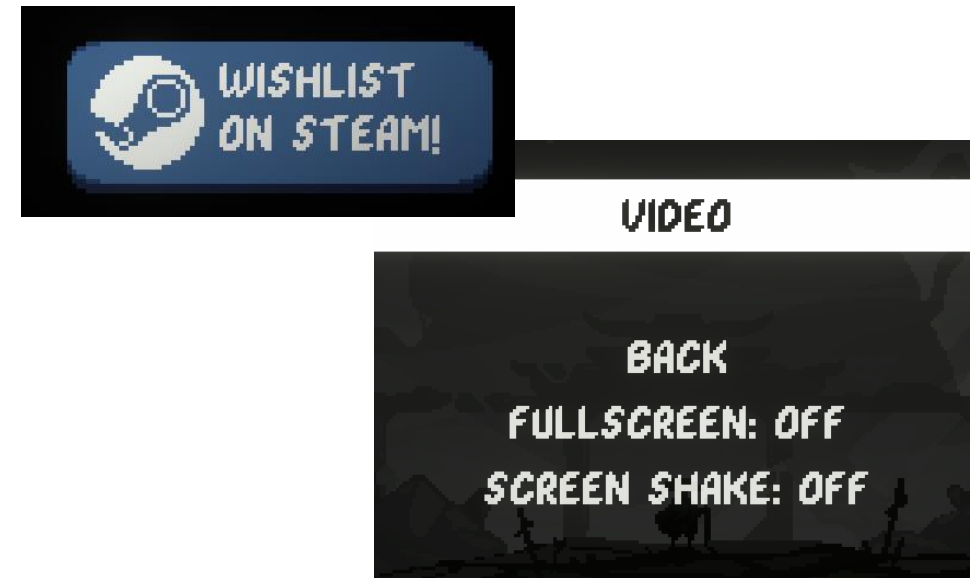 WISHLIST
ON STEAM!
VIDEO
BACK
FULLSCREEN: OFF
SCREEN SHAKE: OFF